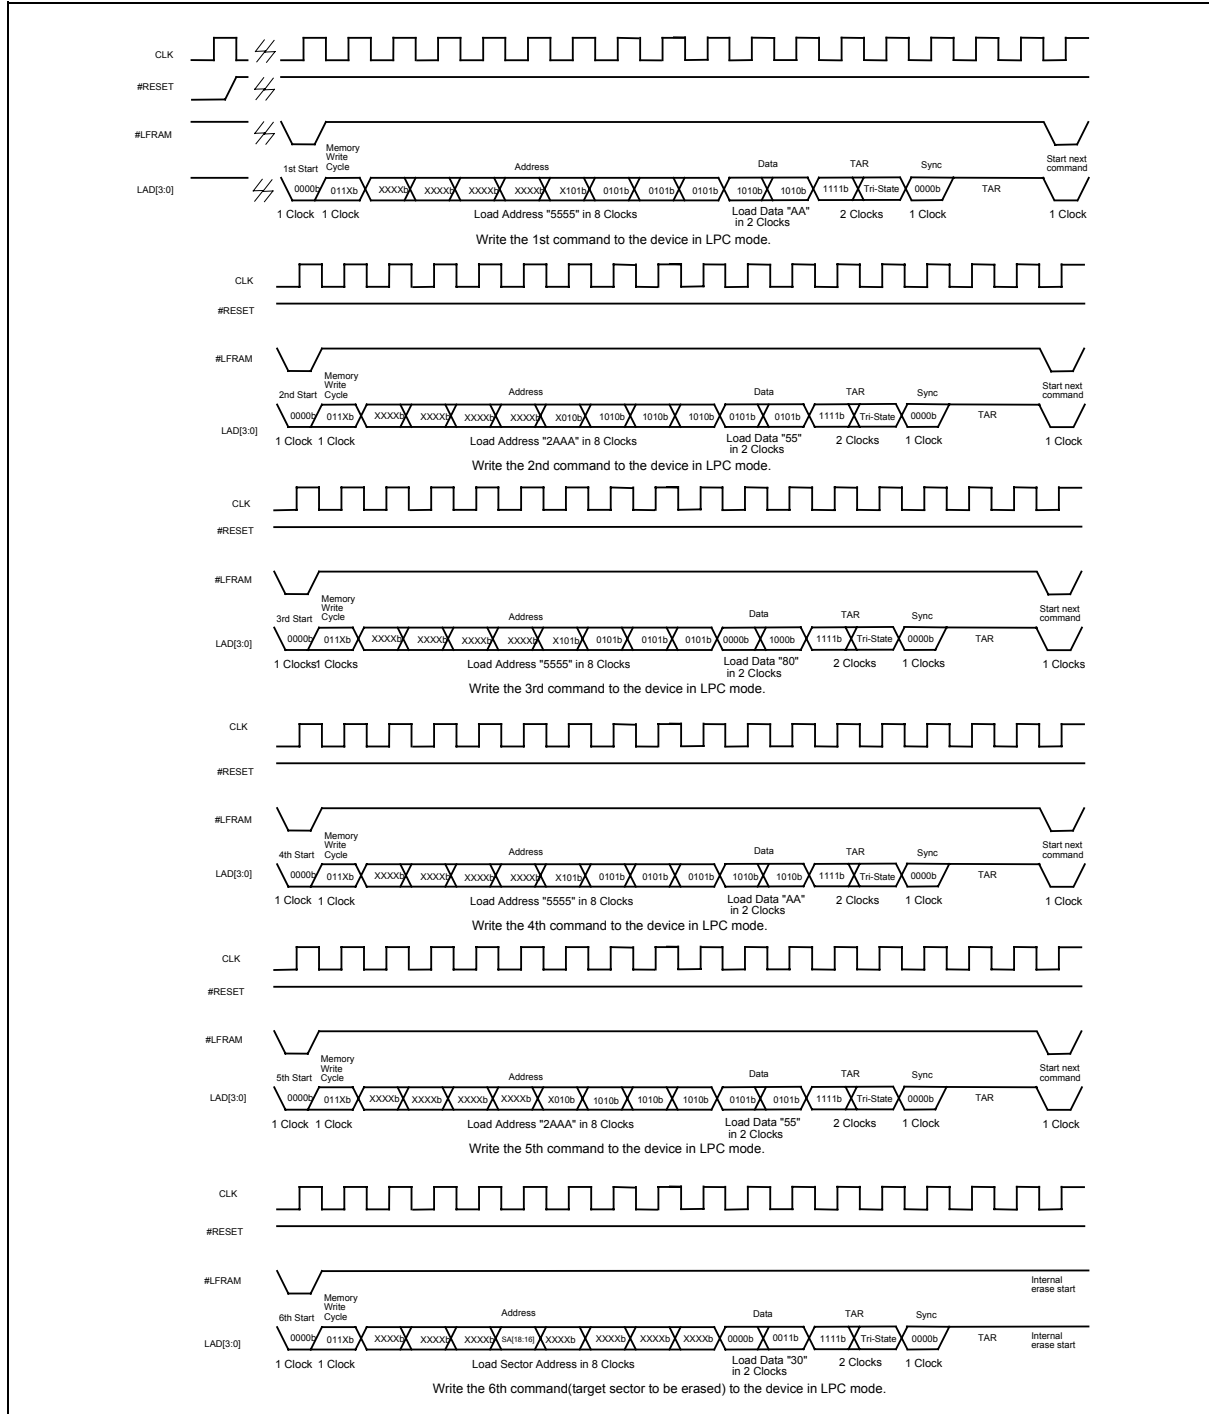 CLK
#RESET
#LFRAM
Memory
Write
Cycle
1st Start
Address
Data
TAR
Sync
Start next
command
LAD[3:0]
0000b 011Xb XXXXb XXXXb XXXXb XXXXb X101b 0101b 0101b 0101b 1010b 1010b 1111b Tri-State 0000b TAR
1 Clock 1 Clock Load Address "5555" in 8 Clocks Load Data "AA" 2 Clocks 1 Clock 1 Clock
in 2 Clocks
Write the 1st command to the device in LPC mode.
CLK
#RESET
#LFRAM
Memory
Write
Cycle
2nd Start
Address
Data
TAR
Sync
Start next
command
LAD[3:0]
0000b 011Xb XXXXb XXXXb XXXXb XXXXb X010b 1010b 1010b 1010b 0101b 0101b 1111b Tri-State 0000b TAR
1 Clock 1 Clock Load Address "2AAA" in 8 Clocks Load Data "55" 2 Clocks 1 Clock 1 Clock
in 2 Clocks
Write the 2nd command to the device in LPC mode.
CLK
#RESET
#LFRAM
Memory
Write
Cycle
3rd Start
Address
Data
TAR
Sync
Start next
command
LAD[3:0]
0000b 011Xb XXXXb XXXXb XXXXb XXXXb X101b 0101b 0101b 0101b 0000b 1000b 1111b Tri-State 0000b TAR
1 Clocks 1 Clocks Load Address "5555" in 8 Clocks Load Data "80" 2 Clocks 1 Clocks 1 Clocks
in 2 Clocks
Write the 3rd command to the device in LPC mode.
CLK
#RESET
#LFRAM
Memory
Write
Cycle
4th Start
Address
Data
TAR
Sync
Start next
command
LAD[3:0]
0000b 011Xb XXXXb XXXXb XXXXb XXXXb X101b 0101b 0101b 0101b 1010b 1010b 1111b Tri-State 0000b TAR
1 Clock 1 Clock Load Address "5555" in 8 Clocks Load Data "AA" 2 Clocks 1 Clock 1 Clock
in 2 Clocks
Write the 4th command to the device in LPC mode.
CLK
#RESET
#LFRAM
Memory
Write
Cycle
5th Start
Address
Data
TAR
Sync
Start next
command
LAD[3:0]
0000b 011Xb XXXXb XXXXb XXXXb XXXXb X010b 1010b 1010b 1010b 0101b 0101b 1111b Tri-State 0000b TAR
1 Clock 1 Clock Load Address "2AAA" in 8 Clocks Load Data "55" 2 Clocks 1 Clock 1 Clock
in 2 Clocks
Write the 5th command to the device in LPC mode.
CLK
#RESET
#LFRAM
Internal
erase start
Memory
Write
Cycle
6th Start
Address
Data
TAR
Sync
LAD[3:0]
0000b 011Xb XXXXb XXXXb XXXXb SA[18:16] XXXXb XXXXb XXXXb XXXXb 0000b 0011b 1111b Tri-State 0000b TAR
Internal
erase start
1 Clock 1 Clock Load Sector Address in 8 Clocks Load Data "30" 2 Clocks 1 Clock
in 2 Clocks
Write the 6th command(target sector to be erased) to the device in LPC mode.